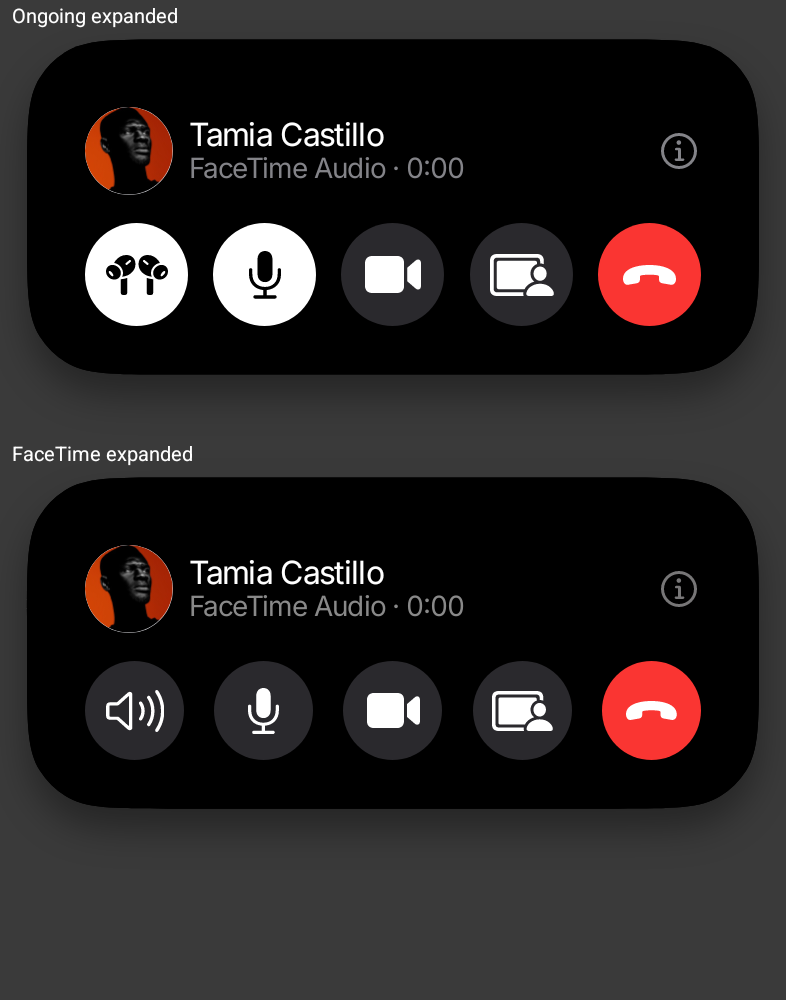 Ongoing expanded
Tamia Castillo
FaceTime Audio · 0:00
FaceTime expanded
Tamia Castillo
FaceTime Audio · 0:00